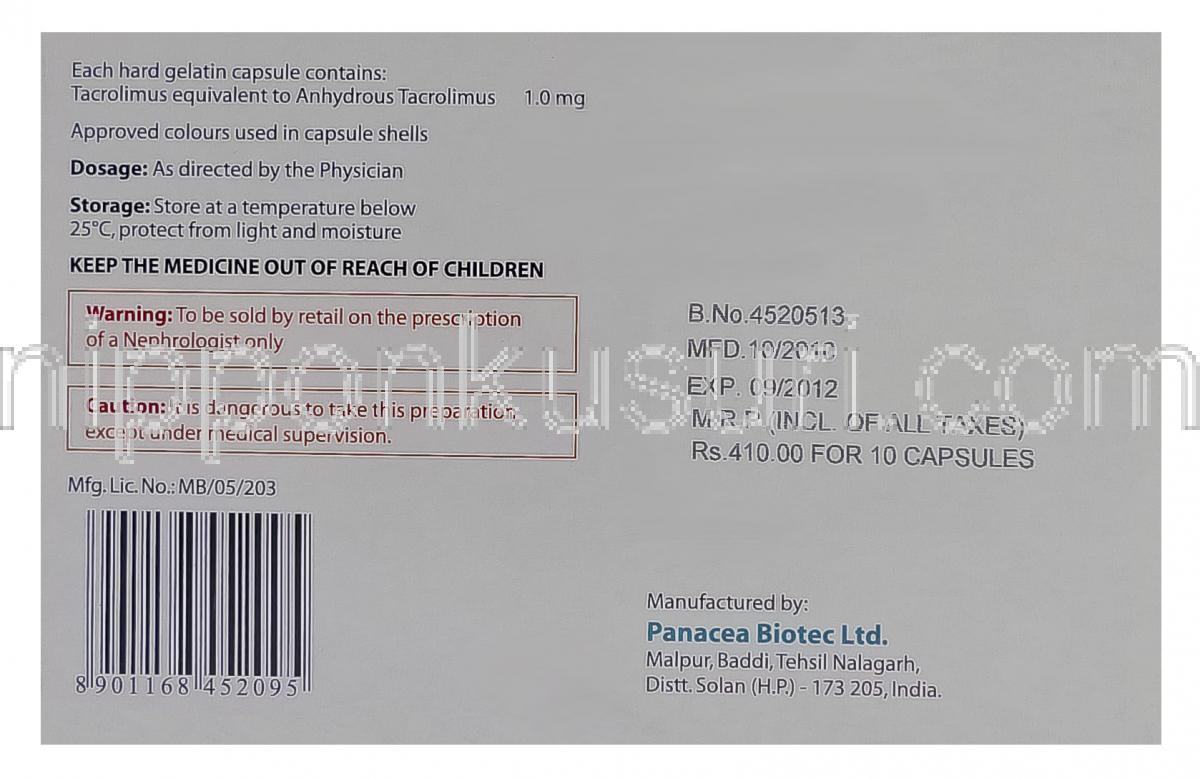 Each hard gelatin capsule contains:
Tacrolimus equivalent to Anhydrous Tacrolimus 1.0 mg
Approved colours used in capsule shells
Dosage: As directed by the Physician
Storage: Store at a temperature below
25°C, protect from light and moisture
KEEP THE MEDICINE OUT OF REACH OF CHILDREN
Warning: To be sold by retail on the prescription
of a Nephrologist only
Caution: It is dangerous to take this preparation,
except under medical supervision.
Mfg. Lic. No.: MB/05/203
8 901168 452095
B.No.4520513
MFD.10/2010
EXP. 09/2012
M.R.P (INCL. OF ALL TAXES)
Rs.410.00 FOR 10 CAPSULES
Manufactured by:
Panacea Biotec Ltd.
Malpur, Baddi, Tehsil Nalagarh,
Distt. Solan (H.P.) - 173 205, India.
nipponkusuri.com